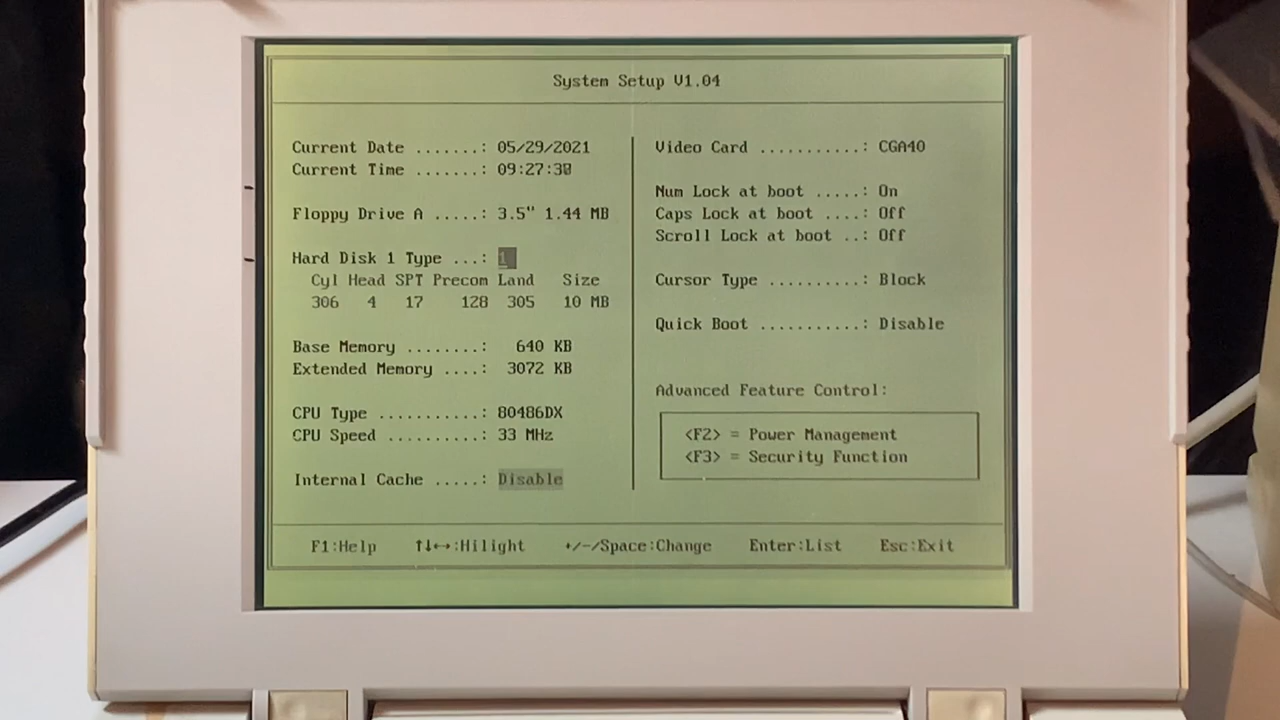 System Setup V1.04
Current Date .......: 05/29/2021
Current Time .......: 09:27:38
Floppy Drive A .....: 3.5" 1.44 MB
Hard Disk 1 Type ...: 1
Cyl Head SPT Precom Land Size
306 4 17 128 305 10 MB
Base Memory ........: 640 KB
Extended Memory ....: 3072 KB
CPU Type ...........: 80486DX
CPU Speed ..........: 33 MHz
Internal Cache .....: Disable
Video Card ...........: CGA40
Num Lock at boot .....: On
Caps Lock at boot ....: Off
Scroll Lock at boot ..: Off
Cursor Type ..........: Block
Quick Boot ...........: Disable
Advanced Feature Control:
<F2> = Power Management
<F3> = Security Function
F1:Help ↑↓←→:Hilight +/-/Space:Change Enter:List Esc:Exit